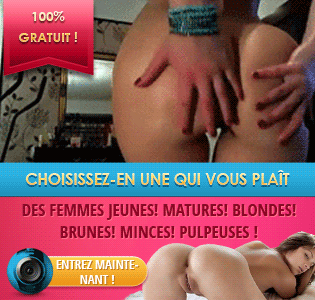 100%
GRATUIT !
CHOISISSEZ-EN UNE QUI VOUS PLAÎT
DES FEMMES JEUNES! MATURES! BLONDES!
BRUNES! MINCES! PULPEUSES !
ENTREZ MAINTE-
NANT !